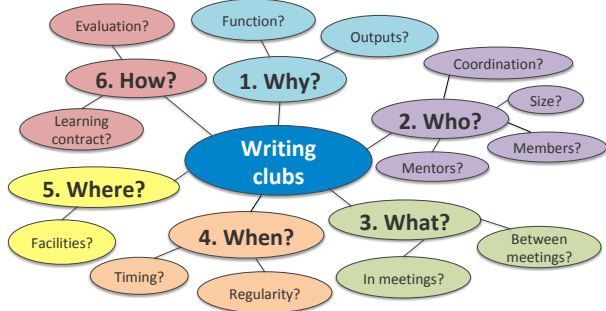 Writing
clubs
1. Why?
Function?
Outputs?
2. Who?
Coordination?
Size?
Members?
Mentors?
3. What?
Between
meetings?
In meetings?
4. When?
Timing?
Regularity?
5. Where?
Facilities?
6. How?
Evaluation?
Learning
contract?